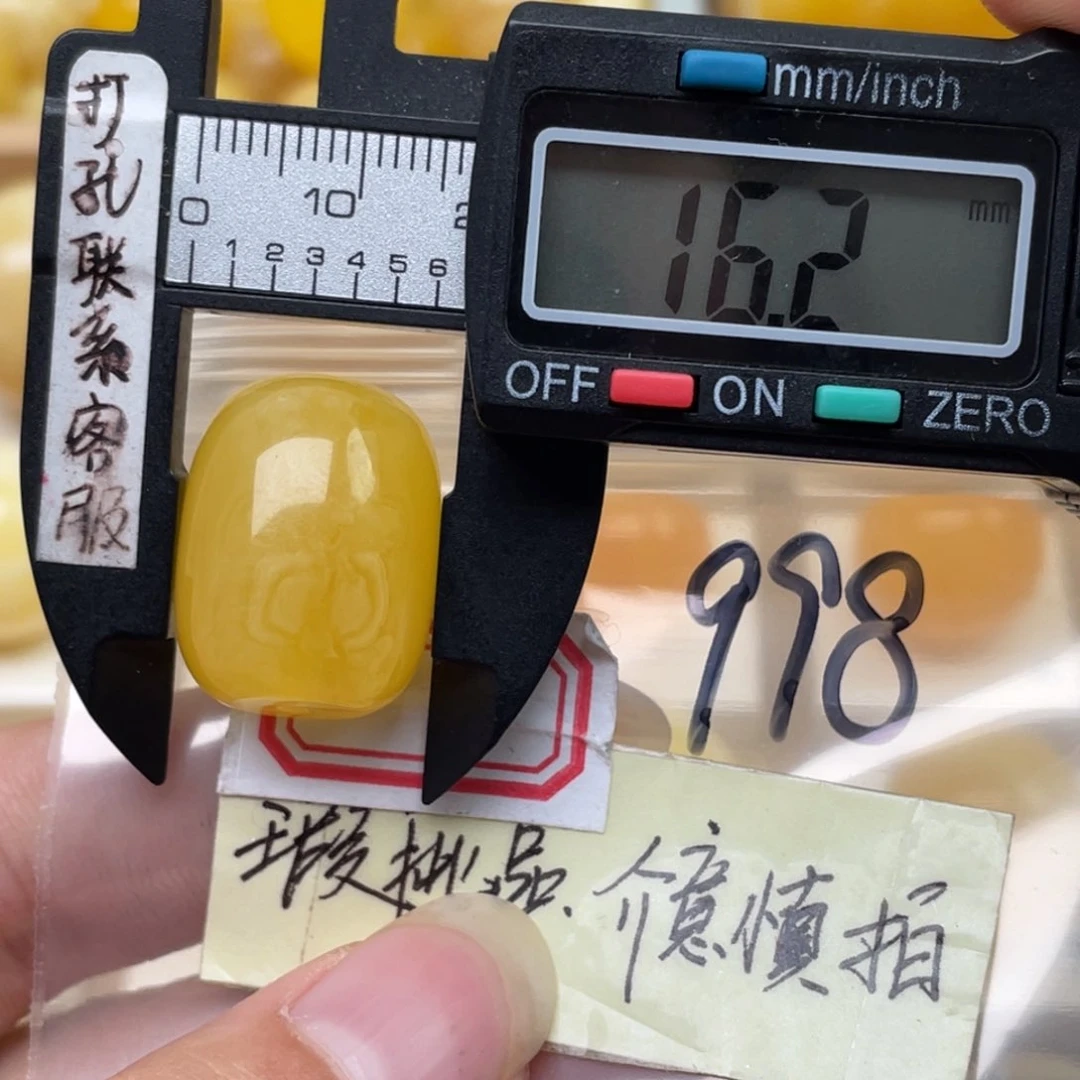 打孔联系客服
mm/inch
16.2 mm
0 10 2
1 2 3 4 5 6
OFF ON ZERO
998
瑕挑品.介意慎拍